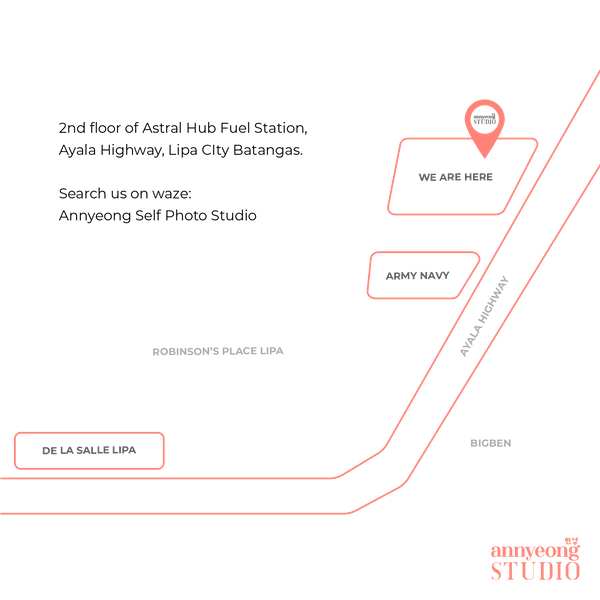 2nd floor of Astral Hub Fuel Station,
Ayala Highway, Lipa CIty Batangas.
Search us on waze:
Annyeong Self Photo Studio
annyeong
STUDIO
WE ARE HERE
ARMY NAVY
AYALA HIGHWAY
ROBINSON'S PLACE LIPA
DE LA SALLE LIPA
BIGBEN
annyeong
STUDIO